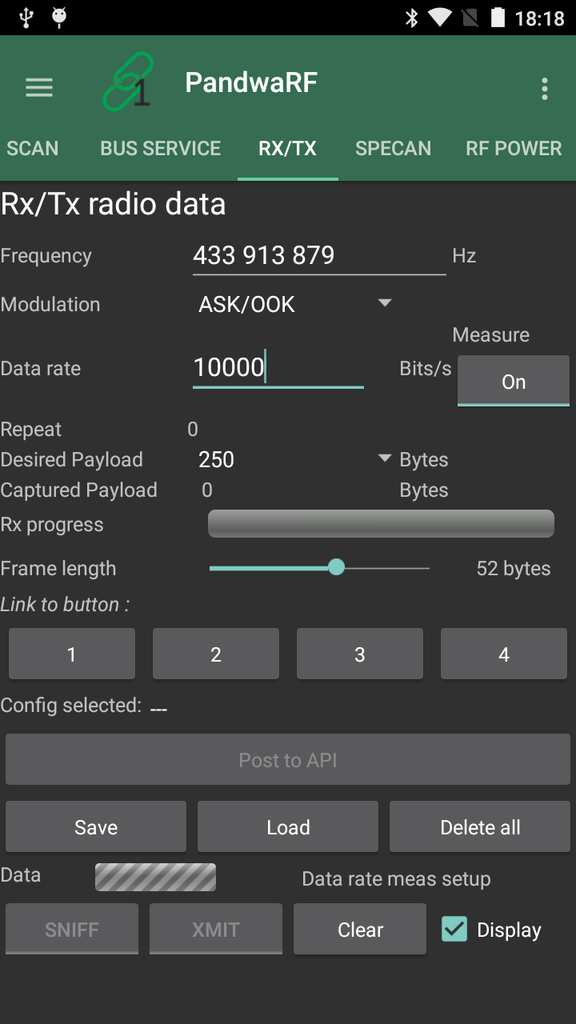 18:18
1
PandwaRF
SCAN BUS SERVICE RX/TX SPECAN RF POWER
Rx/Tx radio data
Frequency 433 913 879 Hz
Modulation ASK/OOK
Measure
Data rate 10000 Bits/s On
Repeat 0
Desired Payload 250 Bytes
Captured Payload 0 Bytes
Rx progress
Frame length 52 bytes
Link to button :
1 2 3 4
Config selected: ---
Post to API
Save Load Delete all
Data Data rate meas setup
SNIFF XMIT Clear Display